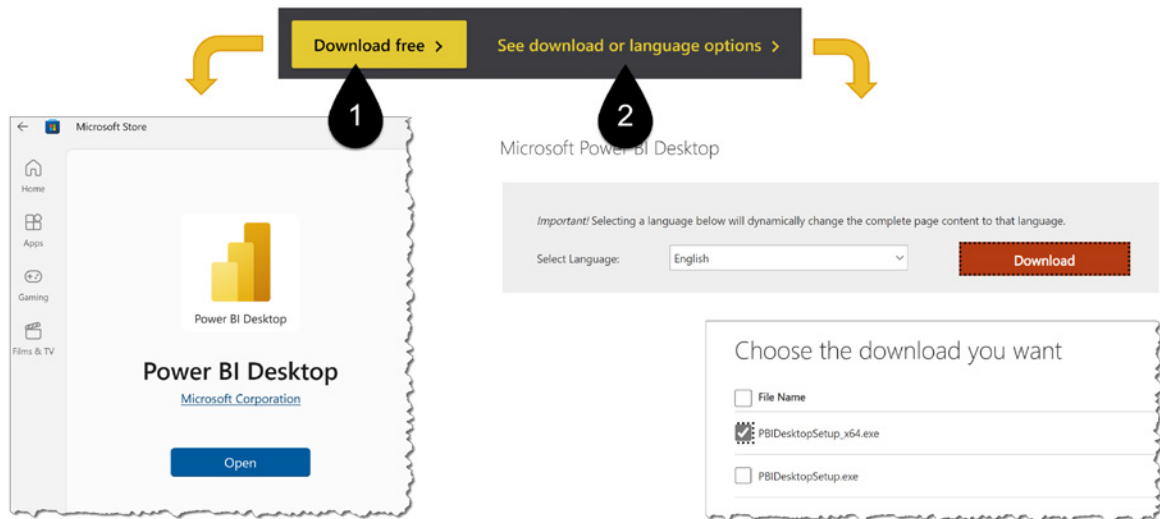 Download free >
See download or language options >
1
2
Microsoft Store
Home
Apps
Gaming
Films & TV
Power BI Desktop
Power BI Desktop
Microsoft Corporation
Open
Microsoft Power BI Desktop
Important! Selecting a language below will dynamically change the complete page content to that language.
Select Language:
English
Download
Choose the download you want
File Name
PBIDesktopSetup_x64.exe
PBIDesktopSetup.exe